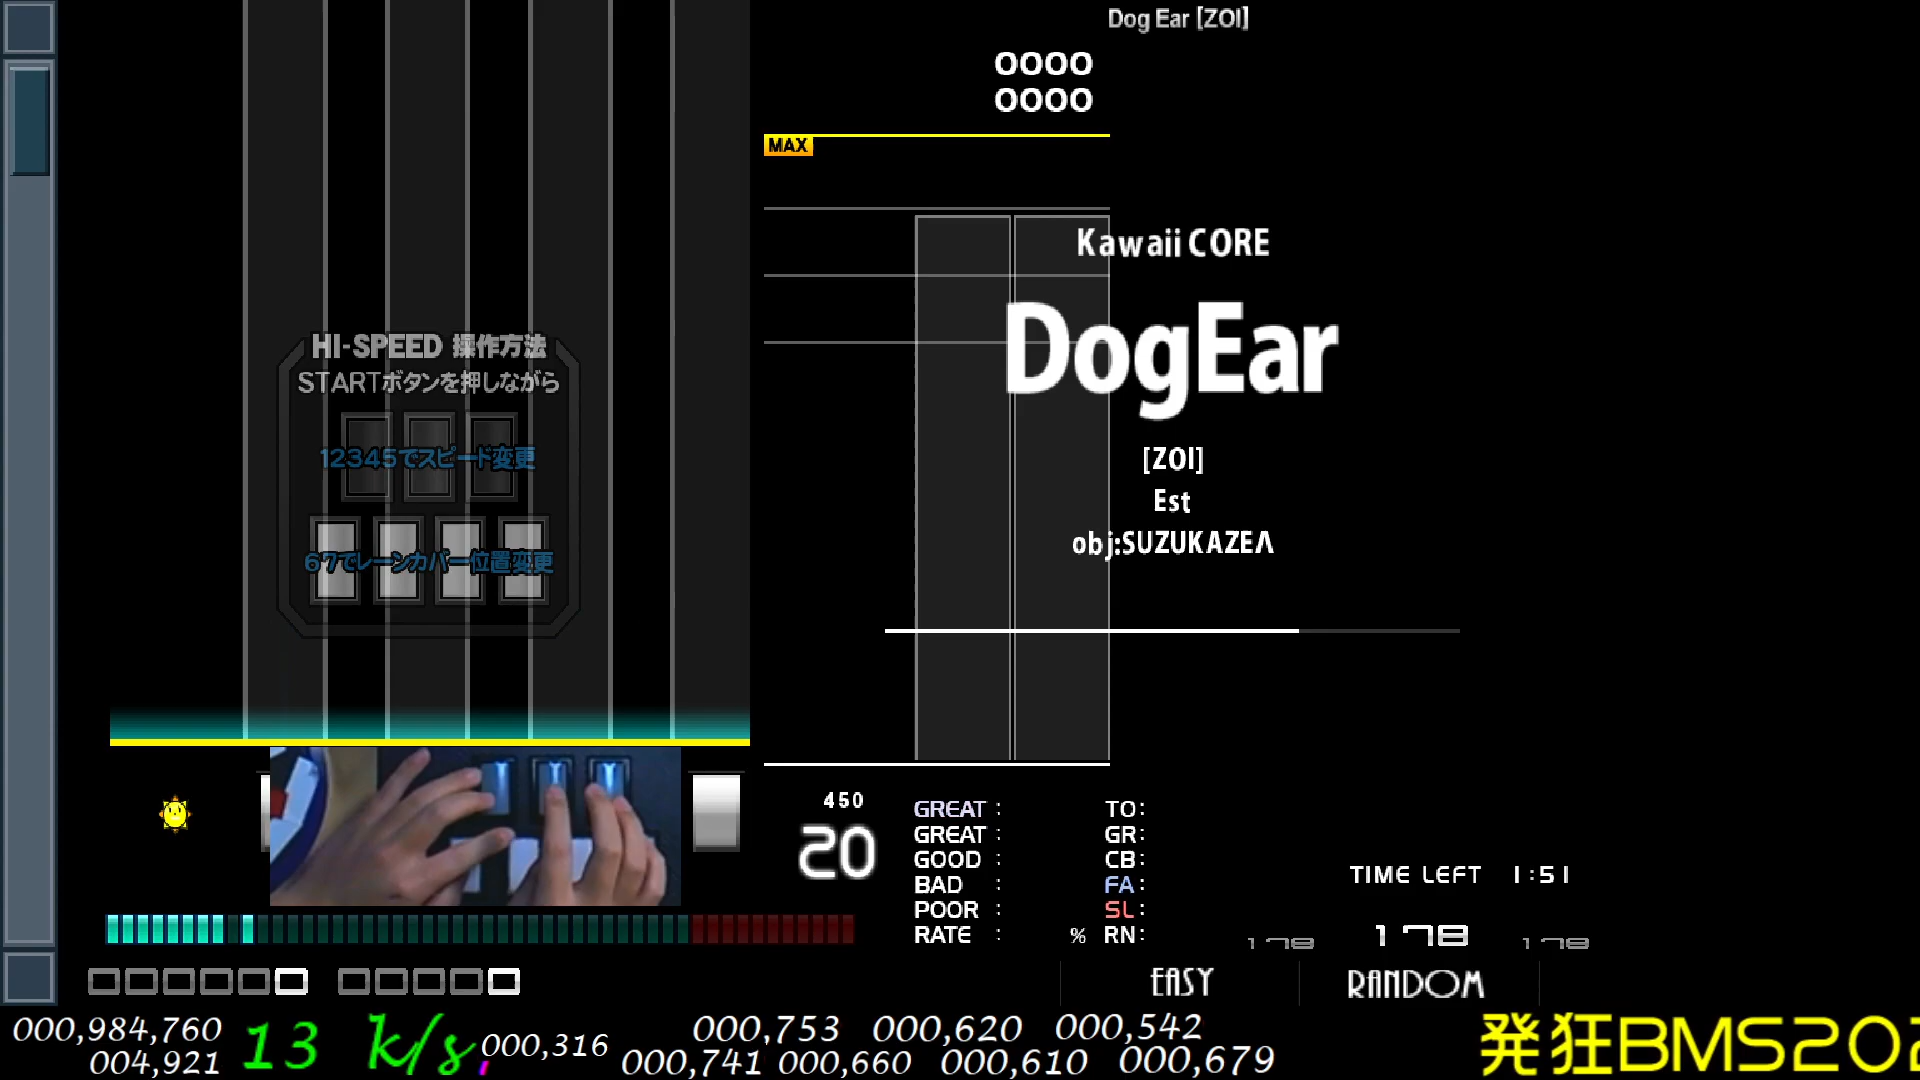 Dog Ear [ZOI]
0000
0000
MAX
Kawaii CORE
DogEar
[ZOI]
Est
obj:SUZUKAZEΛ
HI-SPEED 操作方法
STARTボタンを押しながら
12345でスピード変更
67でレーンカバー位置変更
450
20
GREAT :
GREAT :
GOOD :
BAD :
POOR :
RATE : %
TO:
GR:
CB:
FA:
SL:
RN:
TIME LEFT 1:51
178 178 178
EASY RANDOM
000,984,760
004,921
13 k/s
000,316
000,753 000,620 000,542
000,741 000,660 000,610 000,679
発狂BMS202